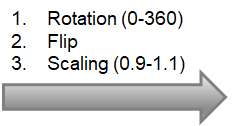 1. Rotation (0-360)
2. Flip
3. Scaling (0.9-1.1)